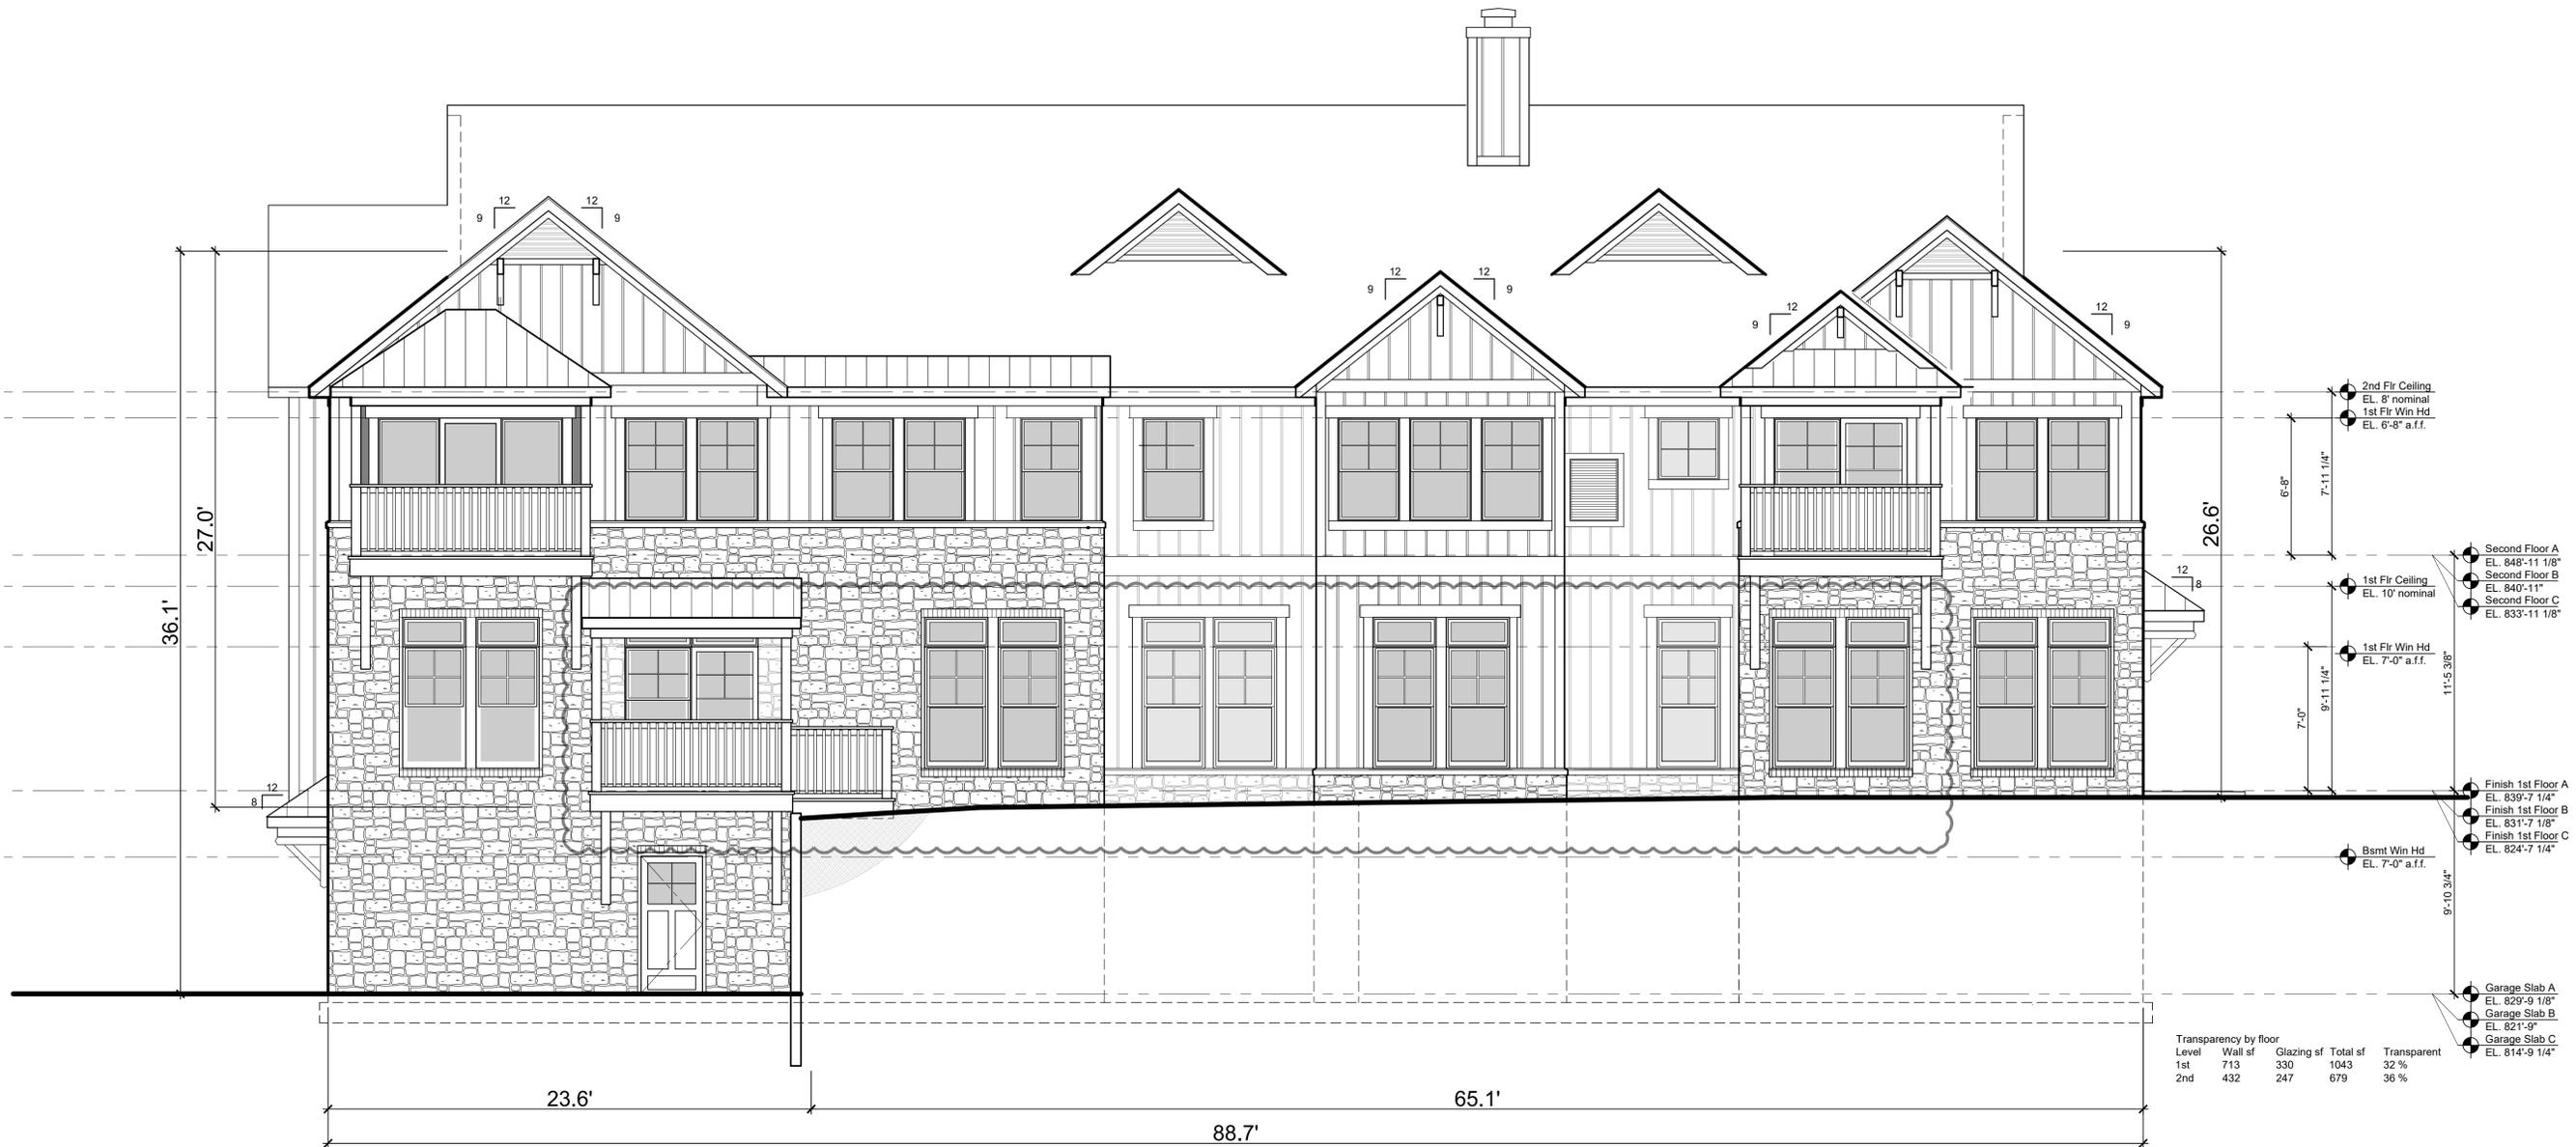 12
12
9
9
12
12
9
9
12
12
9
9
2nd Flr Ceiling
EL. 8' nominal
1st Flr Win Hd
EL. 6'-8" a.f.f.
6'-8"
7'-11 1/4"
27.0'
26.6'
36.1'
Second Floor A
EL. 848'-11 1/8"
Second Floor B
EL. 840'-11"
Second Floor C
EL. 833'-11 1/8"
12
8
1st Flr Ceiling
EL. 10' nominal
1st Flr Win Hd
EL. 7'-0" a.f.f.
11'-5 3/8"
9'-11 1/4"
7'-0"
12
8
Finish 1st Floor A
EL. 839'-7 1/4"
Finish 1st Floor B
EL. 831'-7 1/8"
Finish 1st Floor C
EL. 824'-7 1/4"
Bsmt Win Hd
EL. 7'-0" a.f.f.
9'-10 3/4"
Garage Slab A
EL. 829'-9 1/8"
Garage Slab B
EL. 821'-9"
Garage Slab C
EL. 814'-9 1/4"
Transparency by floor
Level Wall sf Glazing sf Total sf Transparent
1st 713 330 1043 32 %
2nd 432 247 679 36 %
23.6'
65.1'
88.7'